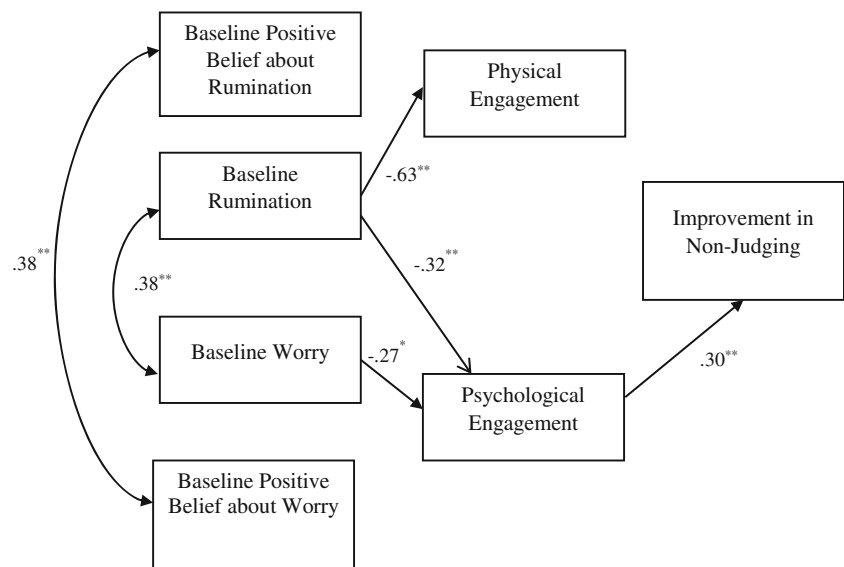 Baseline Positive
Belief about
Rumination
Physical
Engagement
Baseline
Rumination
-.63**
Improvement in
Non-Judging
-.32**
.38**
.38**
Baseline Worry
-.27*
.30**
Psychological
Engagement
Baseline Positive
Belief about Worry